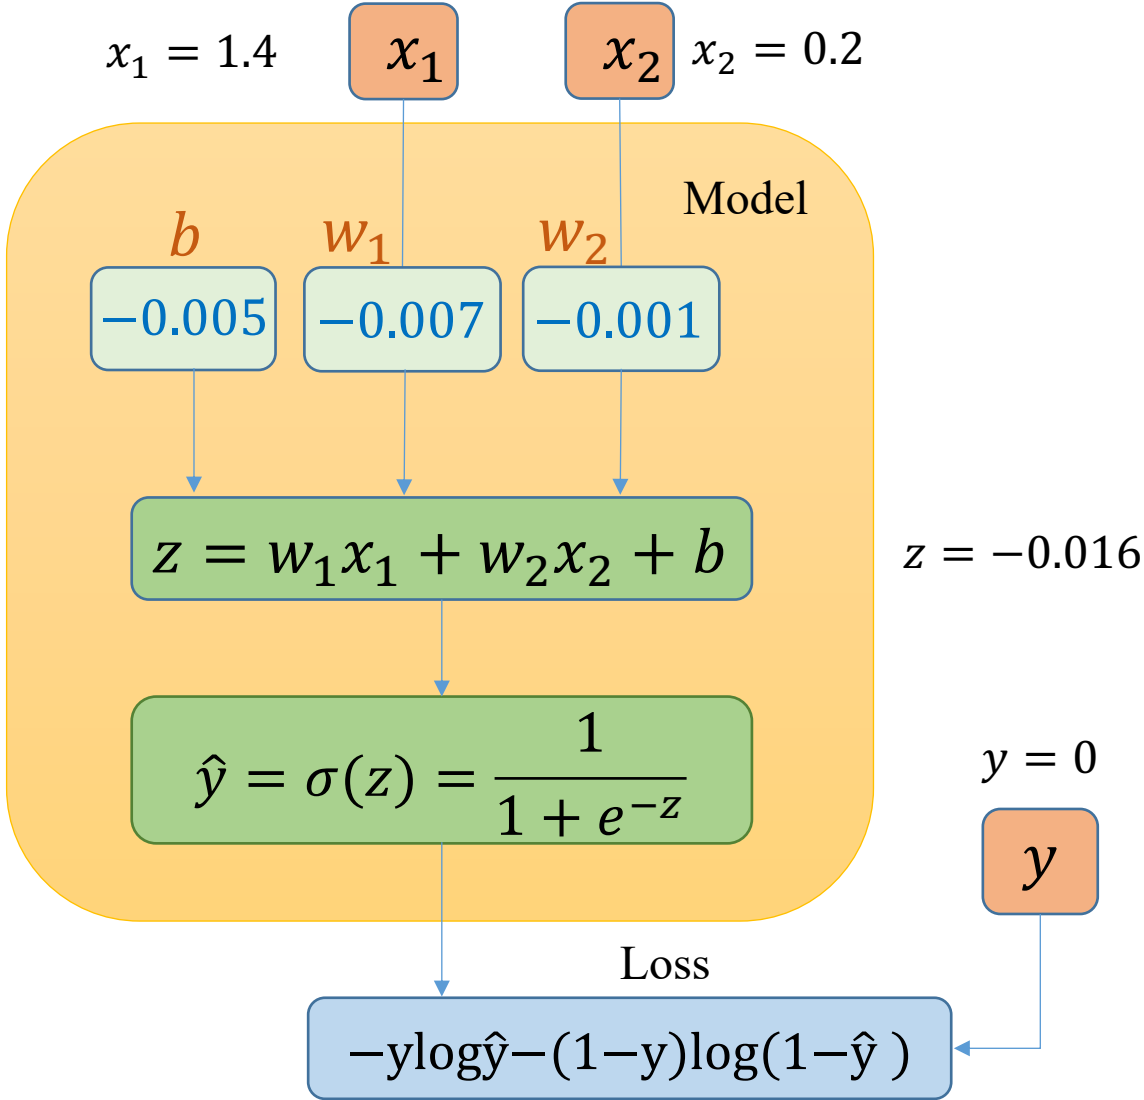 x₁ = 1.4
x₁
x₂
x₂ = 0.2
Model
b
w₁
w₂
−0.005
−0.007
−0.001
z = w₁x₁ + w₂x₂ + b
z = −0.016
ŷ = σ(z) = 1 / (1 + e⁻ᶻ)
y = 0
y
Loss
−ylogŷ−(1−y)log(1−ŷ )